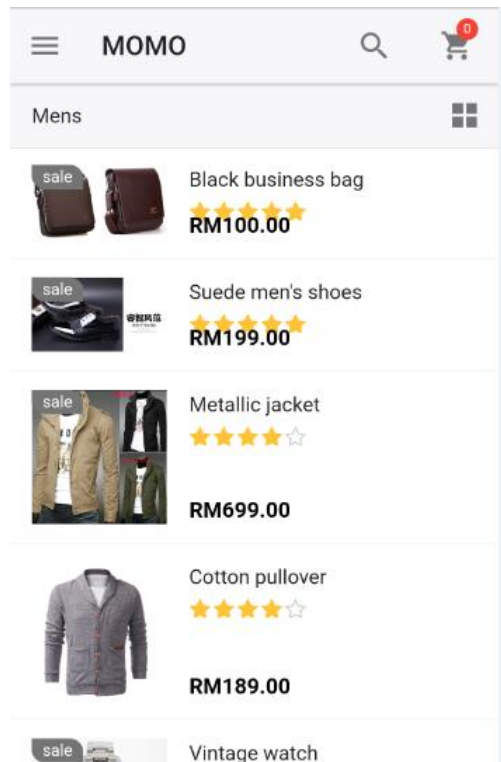 MOMO
0
Mens
sale
Black business bag
RM100.00
sale
Suede men's shoes
RM199.00
sale
Metallic jacket
RM699.00
Cotton pullover
RM189.00
sale
Vintage watch